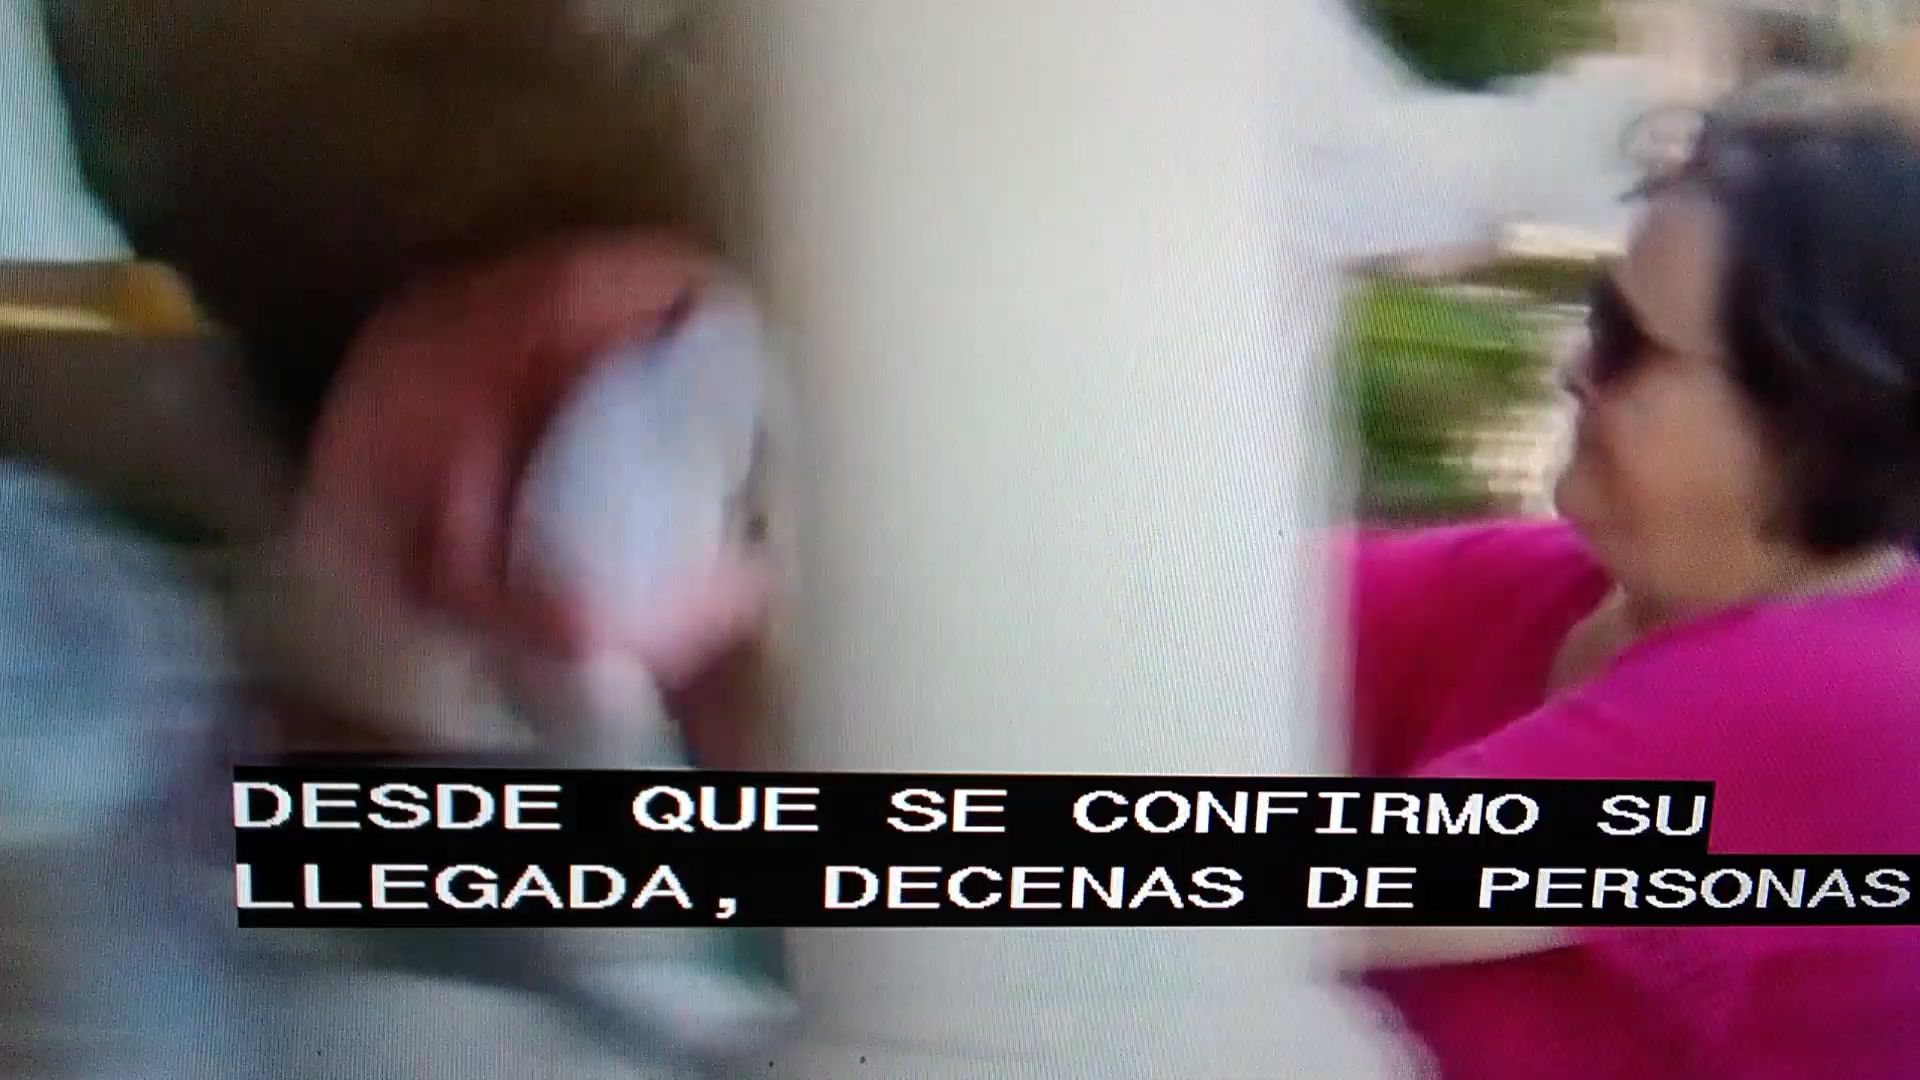 DESDE QUE SE CONFIRMO SU
LLEGADA, DECENAS DE PERSONAS